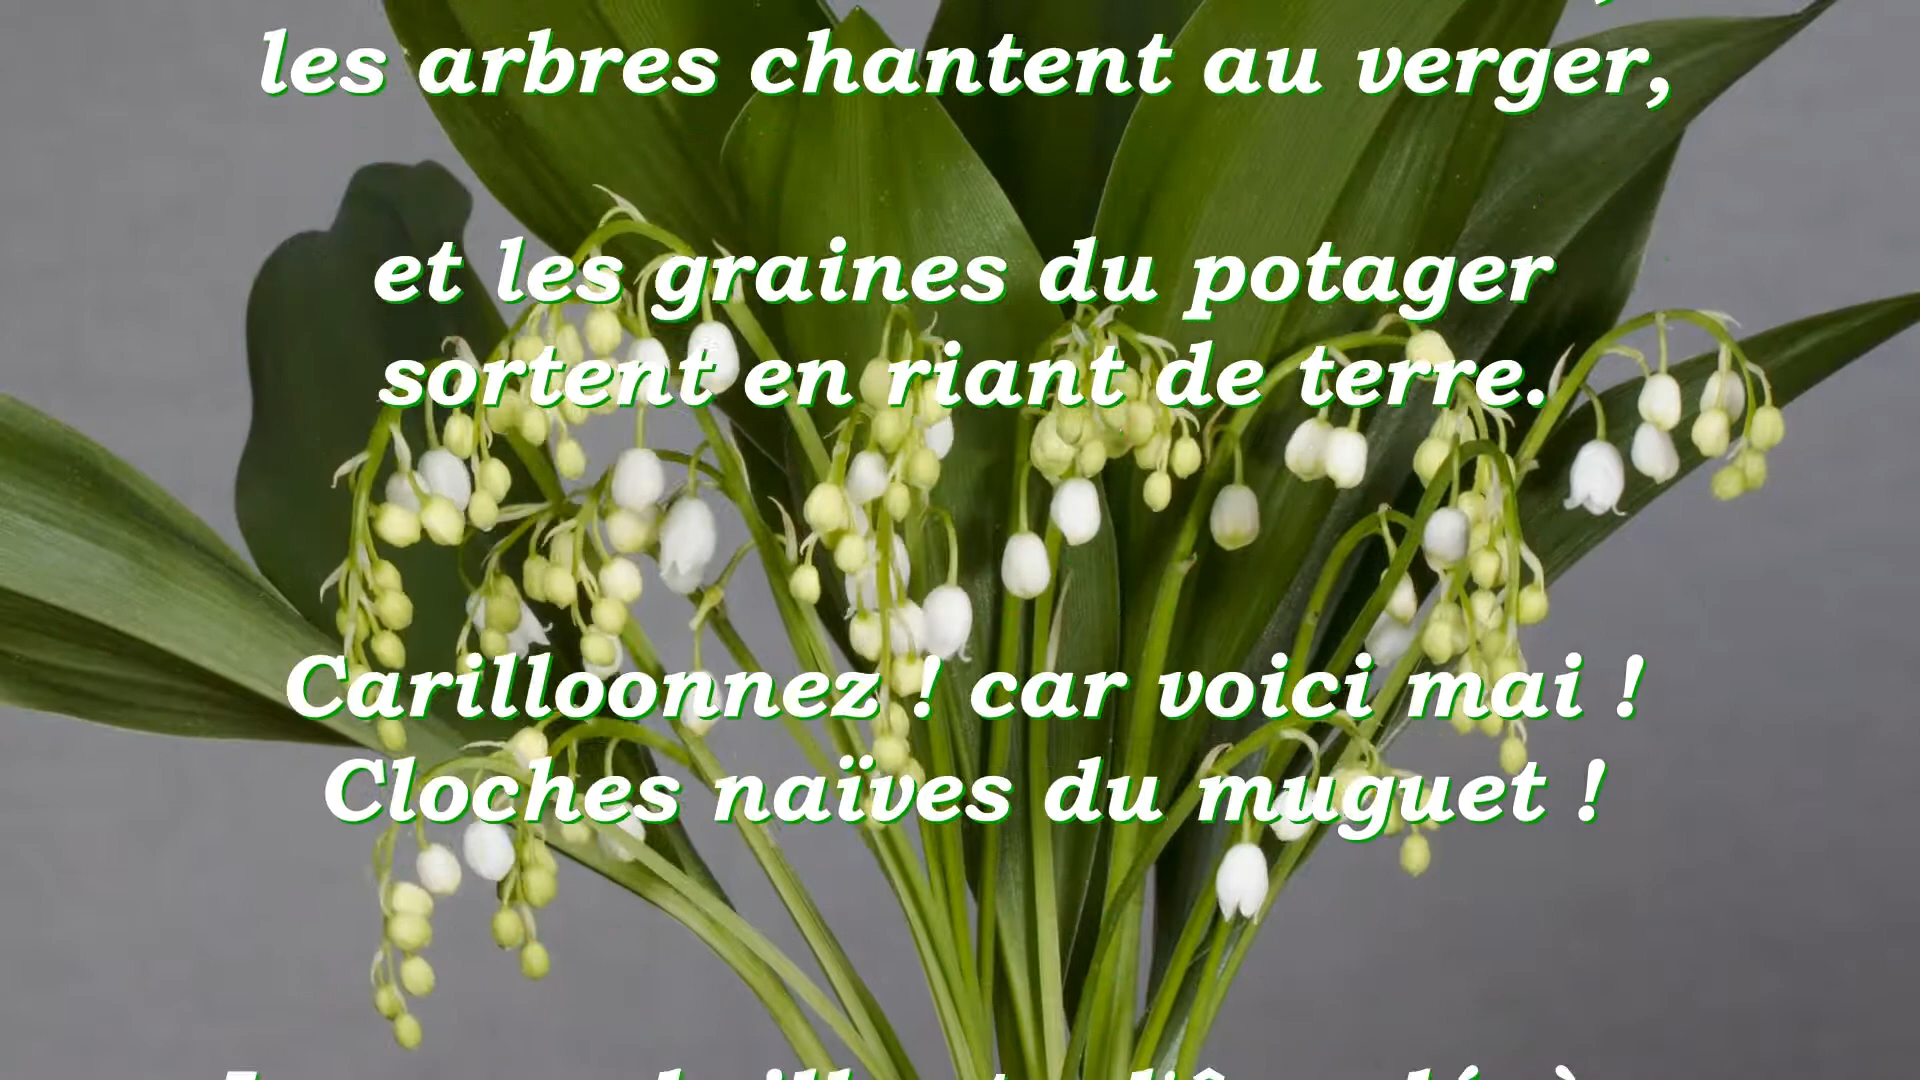 les arbres chantent au verger,
et les graines du potager
sortent en riant de terre.
Carilloonnez ! car voici mai !
Cloches naïves du muguet !